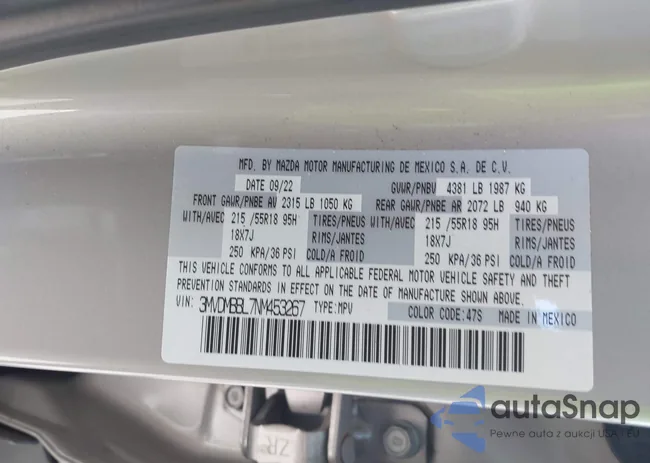 MFD. BY MAZDA MOTOR MANUFACTURING DE MEXICO S.A. DE C.V.
DATE 09/22 GVWR/PNBV 4381 LB 1987 KG
FRONT GAWR/PNBE AV 2315 LB 1050 KG REAR GAWR/PNBE AR 2072 LB 940 KG
WITH/AVEC 215 /55R18 95H TIRES/PNEUS WITH/AVEC 215 /55R18 95H TIRES/PNEUS
18X7J RIMS/JANTES 18X7J RIMS/JANTES
250 KPA/36 PSI COLD/A FROID 250 KPA/36 PSI COLD/A FROID
THIS VEHICLE CONFORMS TO ALL APPLICABLE FEDERAL MOTOR VEHICLE SAFETY AND THEFT
PREVENTION STANDARDS IN EFFECT ON THE DATE OF MANUFACTURE SHOWN ABOVE.
VIN: 3MVDMBBL7NM453267 TYPE:MPV
COLOR CODE:47S MADE IN MEXICO
ZR
autaSnap
Pewne auta z aukcji USA i EU